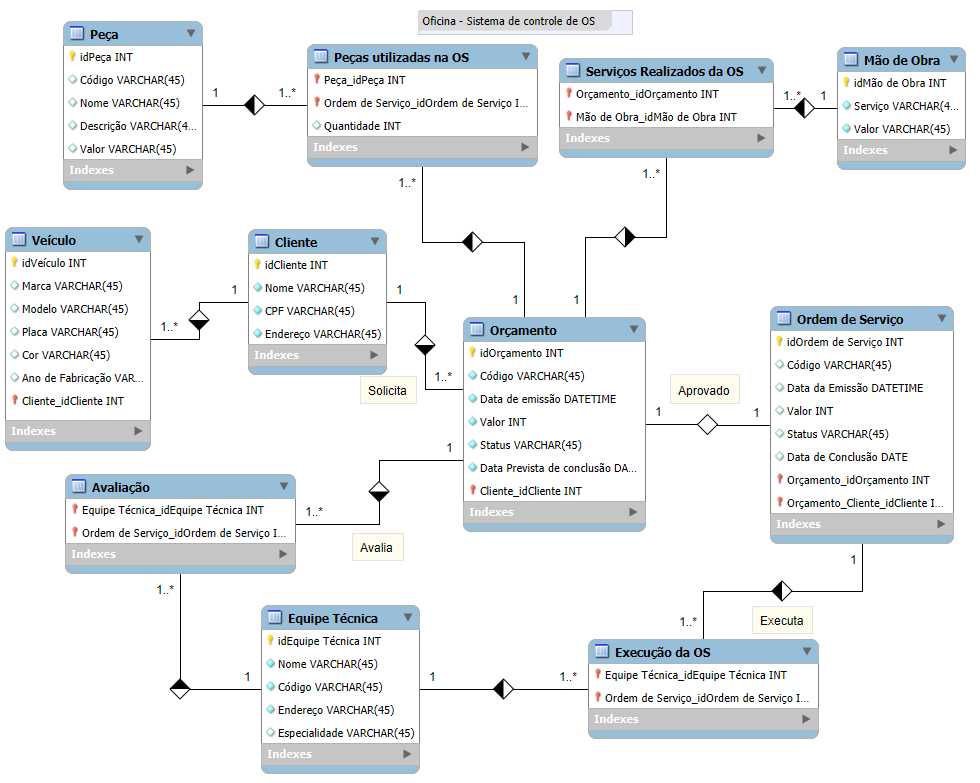 Oficina - Sistema de controle de OS
Peça
idPeça INT
Código VARCHAR(45)
Nome VARCHAR(45)
Descrição VARCHAR(4...
Valor VARCHAR(45)
Indexes
1
1..*
Peças utilizadas na OS
Peça_idPeça INT
Ordem de Serviço_idOrdem de Serviço I...
Quantidade INT
Indexes
1..*
Serviços Realizados da OS
Orçamento_idOrçamento INT
Mão de Obra_idMão de Obra INT
Indexes
1..*
1..*
1
Mão de Obra
idMão de Obra INT
Serviço VARCHAR(4...
Valor VARCHAR(45)
Indexes
Veículo
idVeículo INT
Marca VARCHAR(45)
Modelo VARCHAR(45)
Placa VARCHAR(45)
Cor VARCHAR(45)
Ano de Fabricação VAR...
Cliente_idCliente INT
Indexes
1..*
1
Cliente
idCliente INT
Nome VARCHAR(45)
CPF VARCHAR(45)
Endereço VARCHAR(45)
Indexes
1
1..*
Solicita
1
1
Orçamento
idOrçamento INT
Código VARCHAR(45)
Data de emissão DATETIME
Valor INT
Status VARCHAR(45)
Data Prevista de conclusão DA...
Cliente_idCliente INT
Indexes
Aprovado
1
1
Ordem de Serviço
idOrdem de Serviço INT
Código VARCHAR(45)
Data da Emissão DATETIME
Valor INT
Status VARCHAR(45)
Data de Conclusão DATE
Orçamento_idOrçamento INT
Orçamento_Cliente_idCliente I...
Indexes
1
Avaliação
Equipe Técnica_idEquipe Técnica INT
Ordem de Serviço_idOrdem de Serviço I...
Indexes
1
1..*
Avalia
1..*
1
Equipe Técnica
idEquipe Técnica INT
Nome VARCHAR(45)
Código VARCHAR(45)
Endereço VARCHAR(45)
Especialidade VARCHAR(45)
Indexes
1
1..*
Executa
1..*
Execução da OS
Equipe Técnica_idEquipe Técnica INT
Ordem de Serviço_idOrdem de Serviço I...
Indexes